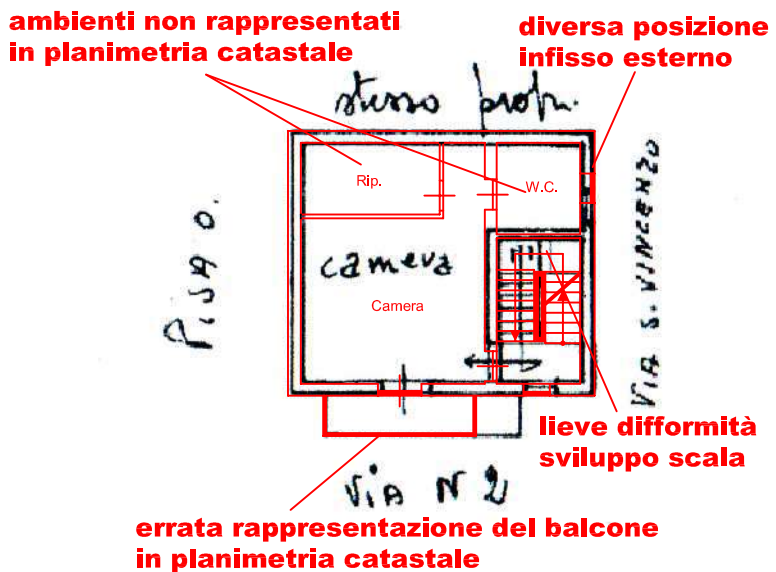 ambienti non rappresentati
in planimetria catastale
diversa posizione
infisso esterno
stesso propr.
Rip.
W.C.
PISA O.
camera
Camera
VIA S. VINCENZO
lieve difformità
sviluppo scala
VIA N 2
errata rappresentazione del balcone
in planimetria catastale